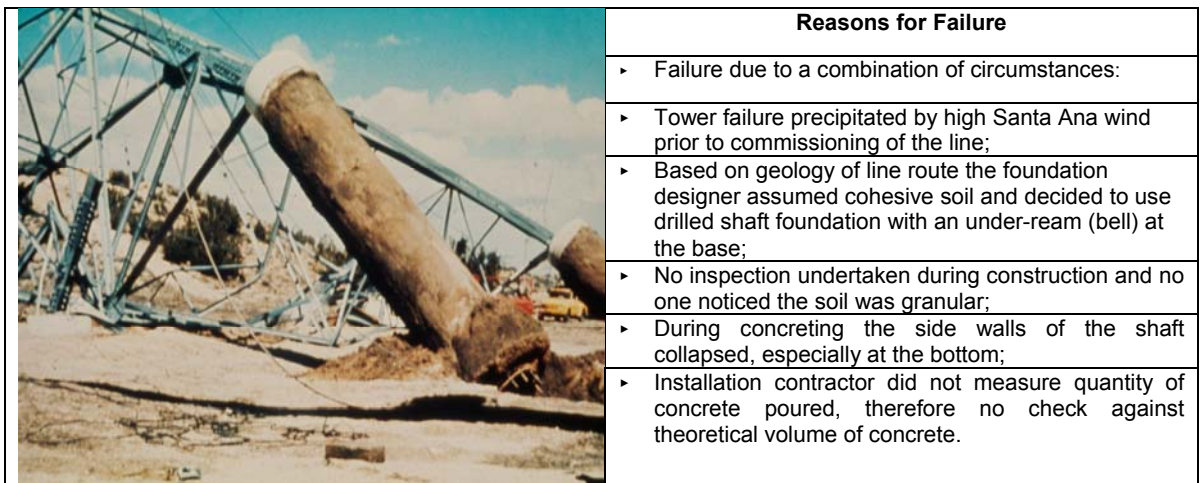 Reasons for Failure
‣ Failure due to a combination of circumstances:
‣ Tower failure precipitated by high Santa Ana wind
prior to commissioning of the line;
‣ Based on geology of line route the foundation
designer assumed cohesive soil and decided to use
drilled shaft foundation with an under-ream (bell) at
the base;
‣ No inspection undertaken during construction and no
one noticed the soil was granular;
‣ During concreting the side walls of the shaft
collapsed, especially at the bottom;
‣ Installation contractor did not measure quantity of
concrete poured, therefore no check against
theoretical volume of concrete.